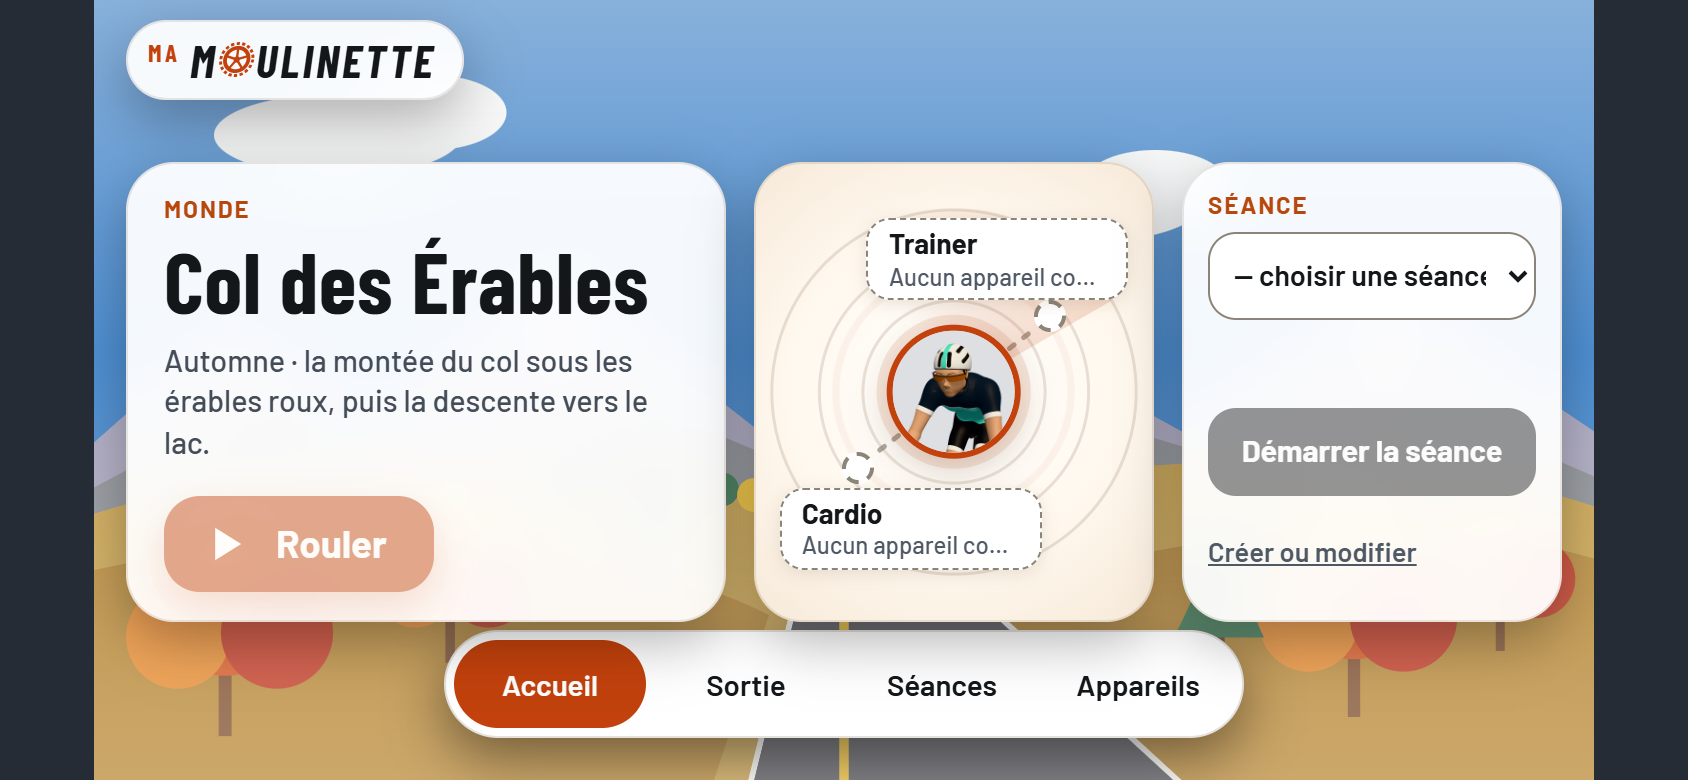 MA MOULINETTE
MONDE
Col des Érables
Automne · la montée du col sous les
érables roux, puis la descente vers le
lac.
Rouler
Trainer
Aucun appareil co...
Cardio
Aucun appareil co...
SÉANCE
— choisir une séance
Démarrer la séance
Créer ou modifier
Accueil
Sortie
Séances
Appareils